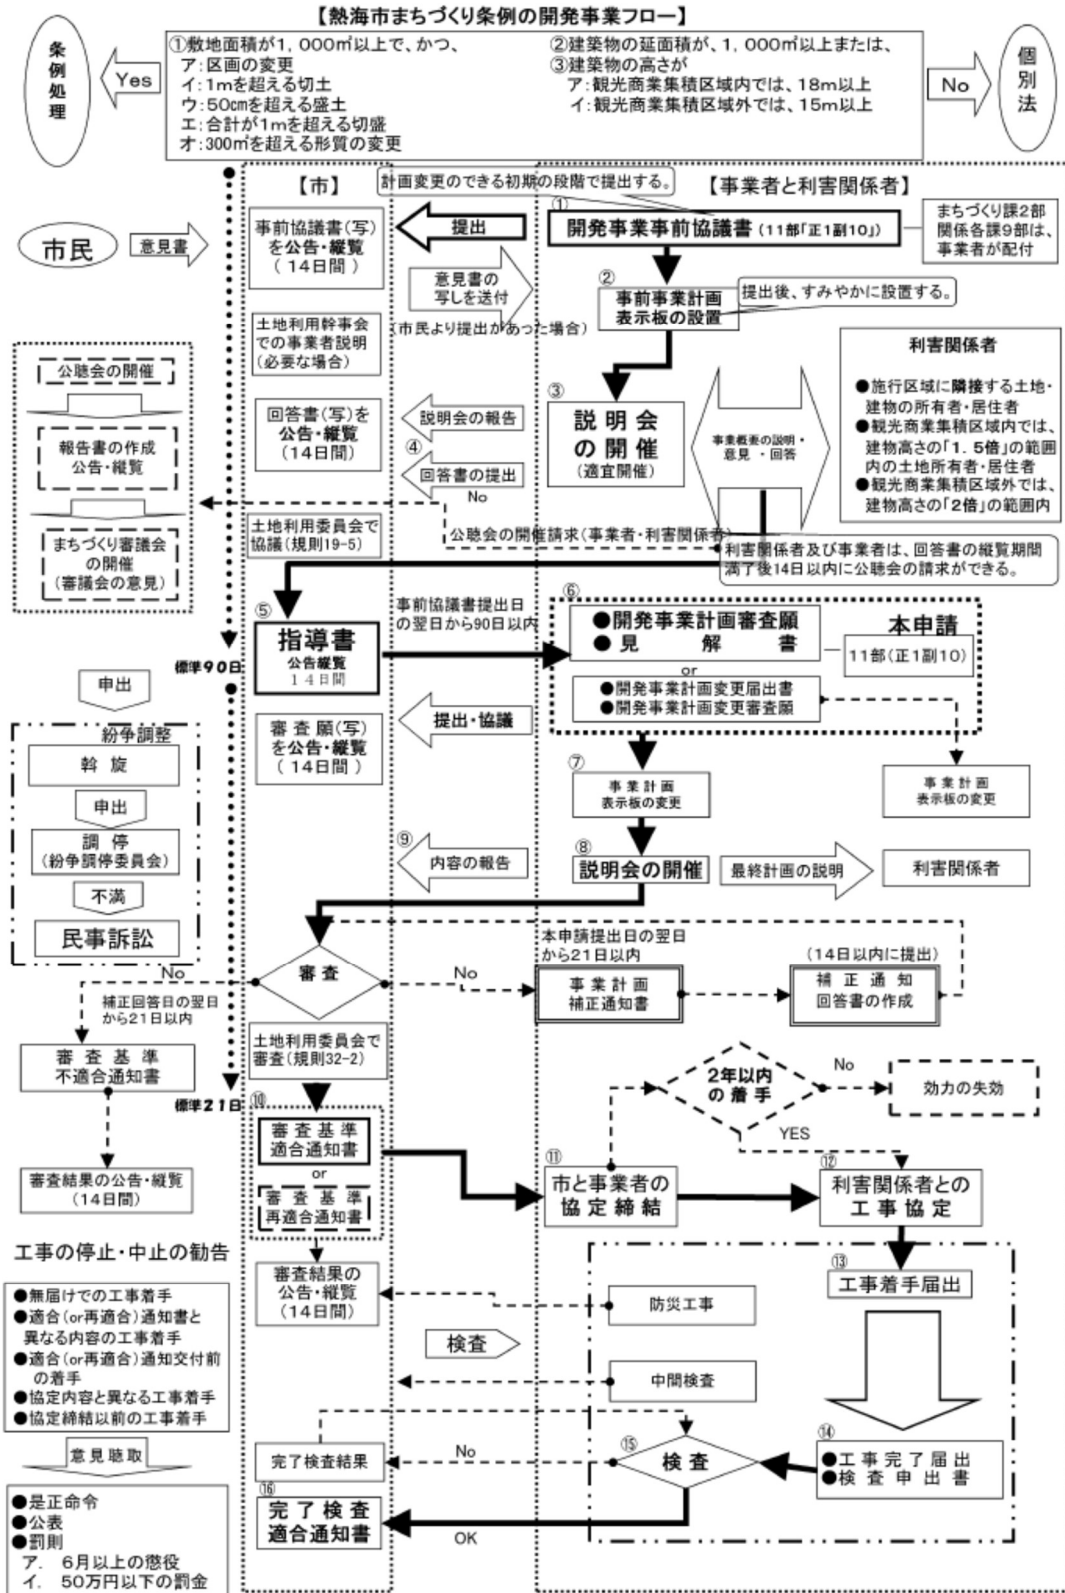 【熱海市まちづくり条例の開発事業フロー】
条例処理
Yes
①敷地面積が1，000㎡以上で、かつ、
ア：区画の変更
イ：1mを超える切土
ウ：50cmを超える盛土
エ：合計が1mを超える切盛
オ：300㎡を超える形質の変更
②建築物の延面積が、1，000㎡以上または、
③建築物の高さが
ア：観光商業集積区域内では、18m以上
イ：観光商業集積区域外では、15m以上
No
個別法
【市】
計画変更のできる初期の段階で提出する。
【事業者と利害関係者】
市民
意見書
事前協議書（写）
を公告・縦覧
（14日間）
提出
①
開発事業事前協議書（11部「正1副10」）
まちづくり課2部
関係各課9部は、
事業者が配付
意見書の
写しを送付
（市民より提出があった場合）
②
事前事業計画
表示板の設置
提出後、すみやかに設置する。
土地利用幹事会
での事業者説明
（必要な場合）
利害関係者
●施行区域に隣接する土地・
建物の所有者・居住者
●観光商業集積区域内では、
建物高さの「1．5倍」の範囲
内の土地所有者・居住者
●観光商業集積区域外では、
建物高さの「2倍」の範囲内
公聴会の開催
報告書の作成
公告・縦覧
まちづくり審議会
の開催
（審議会の意見）
回答書（写）を
公告・縦覧
（14日間）
説明会の報告
④
回答書の提出
No
③
説明会
の開催
（適宜開催）
事業概要の説明・
意見・回答
土地利用委員会で
協議（規則19-5）
公聴会の開催請求（事業者・利害関係者）
利害関係者及び事業者は、回答書の縦覧期間
満了後14日以内に公聴会の請求ができる。
⑤
指導書
公告縦覧
１４日間
事前協議書提出日
の翌日から90日以内
⑥
●開発事業計画審査願
●見解書
本申請
11部（正1副10）
or
●開発事業計画変更届出書
●開発事業計画変更審査願
標準90日
申出
紛争調整
斡旋
申出
調停
（紛争調停委員会）
不満
民事訴訟
審査願（写）
を公告・縦覧
（14日間）
提出・協議
⑦
事業計画
表示板の変更
事業計画
表示板の変更
⑨
内容の報告
⑧
説明会の開催
最終計画の説明
利害関係者
審査
No
No
本申請提出日の翌日
から21日以内
事業計画
補正通知書
（14日以内に提出）
補正通知
回答書の作成
補正回答日の翌日
から21日以内
審査基準
不適合通知書
標準21日
審査結果の公告・縦覧
（14日間）
土地利用委員会で
審査（規則32-2）
⑩
審査基準
適合通知書
or
審査基準
再適合通知書
審査結果の
公告・縦覧
（14日間）
2年以内
の着手
No
効力の失効
YES
⑪
市と事業者の
協定締結
⑫
利害関係者との
工事協定
⑬
工事着手届出
防災工事
検査
中間検査
⑭
●工事完了届出
●検査申出書
⑮
検査
No
完了検査結果
⑯
完了検査
適合通知書
OK
工事の停止・中止の勧告
●無届けでの工事着手
●適合（or再適合）通知書と
異なる内容の工事着手
●適合（or再適合）通知交付前
の着手
●協定内容と異なる工事着手
●協定締結以前の工事着手
意見聴取
●是正命令
●公表
●罰則
ア． 6月以上の懲役
イ． 50万円以下の罰金